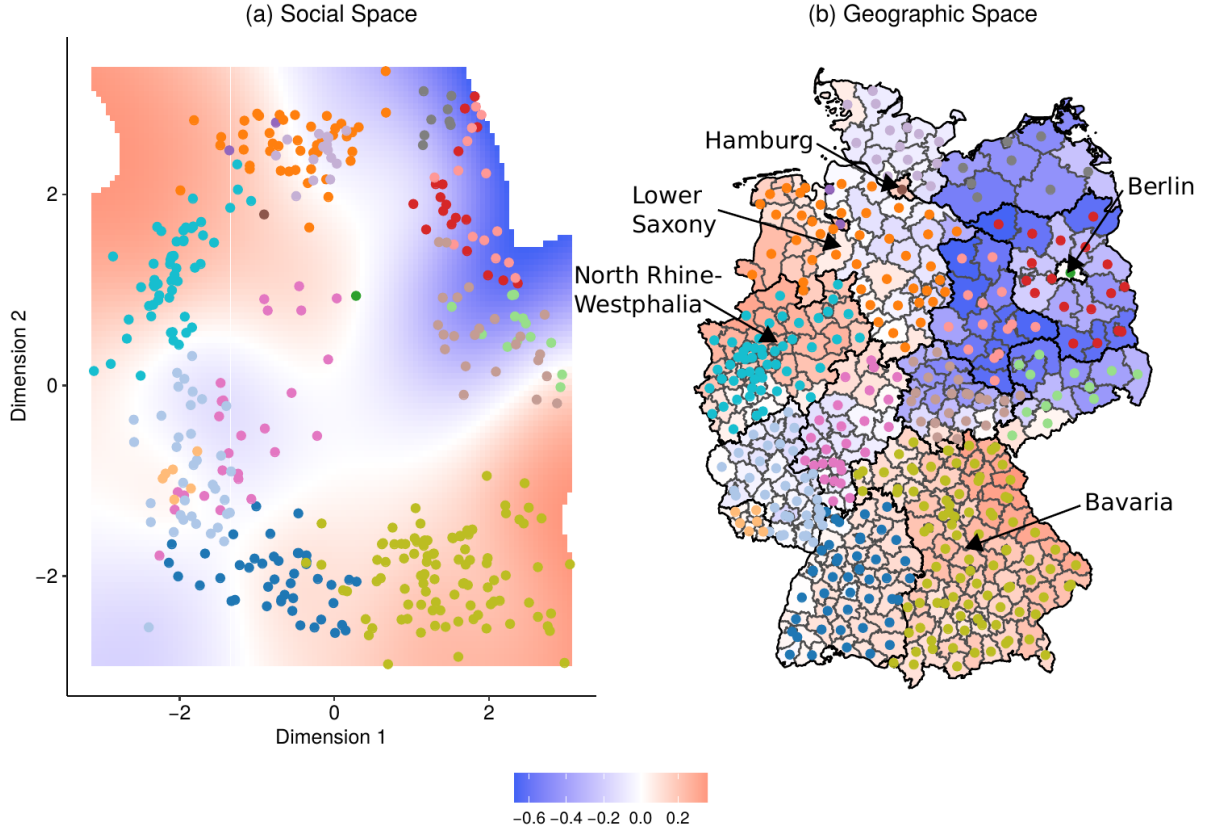 (a) Social Space
(b) Geographic Space
Dimension 2
2
0
−2
−2
0
2
Dimension 1
Hamburg
Lower
Saxony
North Rhine-
Westphalia
Berlin
Bavaria
−0.6 −0.4 −0.2 0.0 0.2